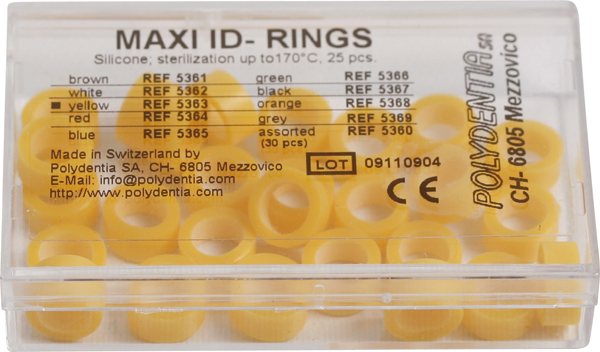 MAXI ID- RINGS
Silicone; sterilization up to170°C, 25 pcs.
brown REF 5361 green REF 5366
white REF 5362 black REF 5367
yellow REF 5363 orange REF 5368
red REF 5364 grey REF 5369
blue REF 5365 assorted REF 5360
(30 pcs)
Made in Switzerland by
Polydentia SA, CH- 6805 Mezzovico
E-Mail: info@polydentia.com
http://www.polydentia.com
LOT 09110904
CE
POLYDENTIA SA
CH- 6805 Mezzovico